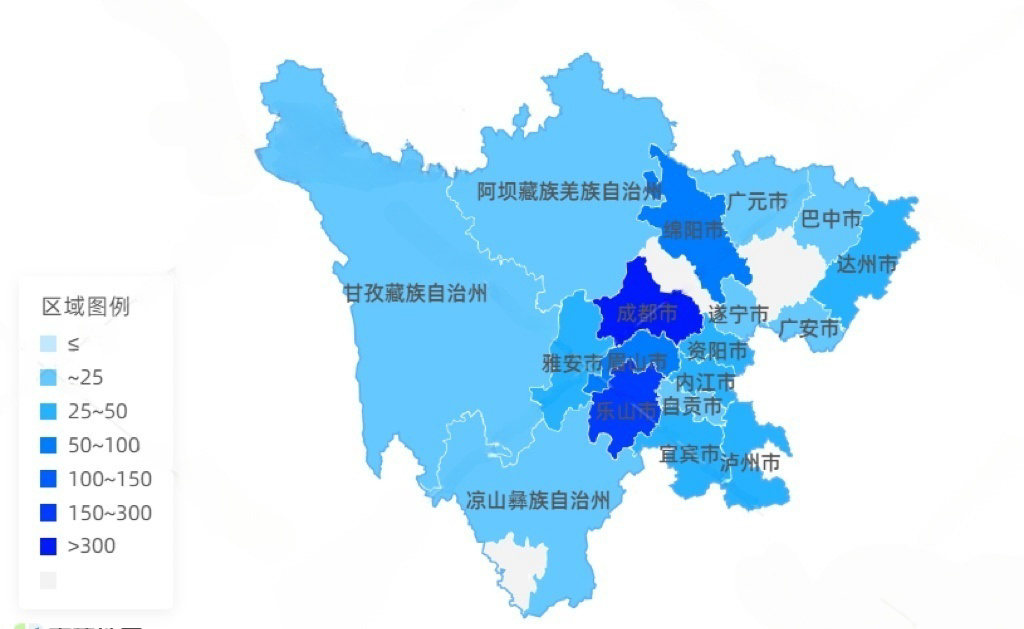 阿坝藏族羌族自治州
广元市
巴中市
绵阳市
达州市
甘孜藏族自治州
成都市
遂宁市
广安市
雅安市
眉山市
资阳市
内江市
乐山市
自贡市
宜宾市
泸州市
凉山彝族自治州
区域图例
≤
~25
25~50
50~100
100~150
150~300
>300